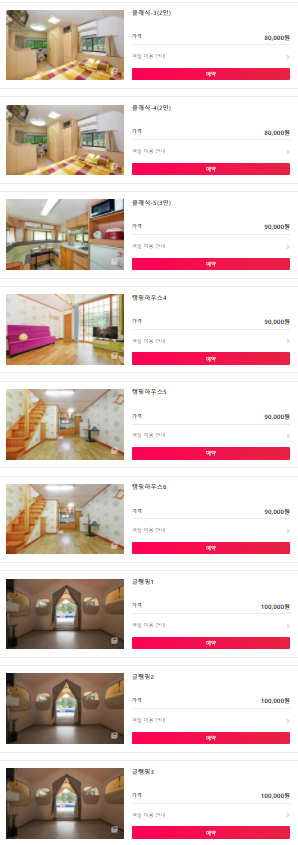 클래식-3(2인)
가격
80,000원
객실 이용 안내
예약
클래식-4(2인)
가격
80,000원
객실 이용 안내
예약
클래식-5(3인)
가격
90,000원
객실 이용 안내
예약
캠핑하우스4
가격
90,000원
객실 이용 안내
예약
캠핑하우스5
가격
90,000원
객실 이용 안내
예약
캠핑하우스6
가격
90,000원
객실 이용 안내
예약
글램핑1
가격
100,000원
객실 이용 안내
예약
글램핑2
가격
100,000원
객실 이용 안내
예약
글램핑3
가격
100,000원
객실 이용 안내
예약